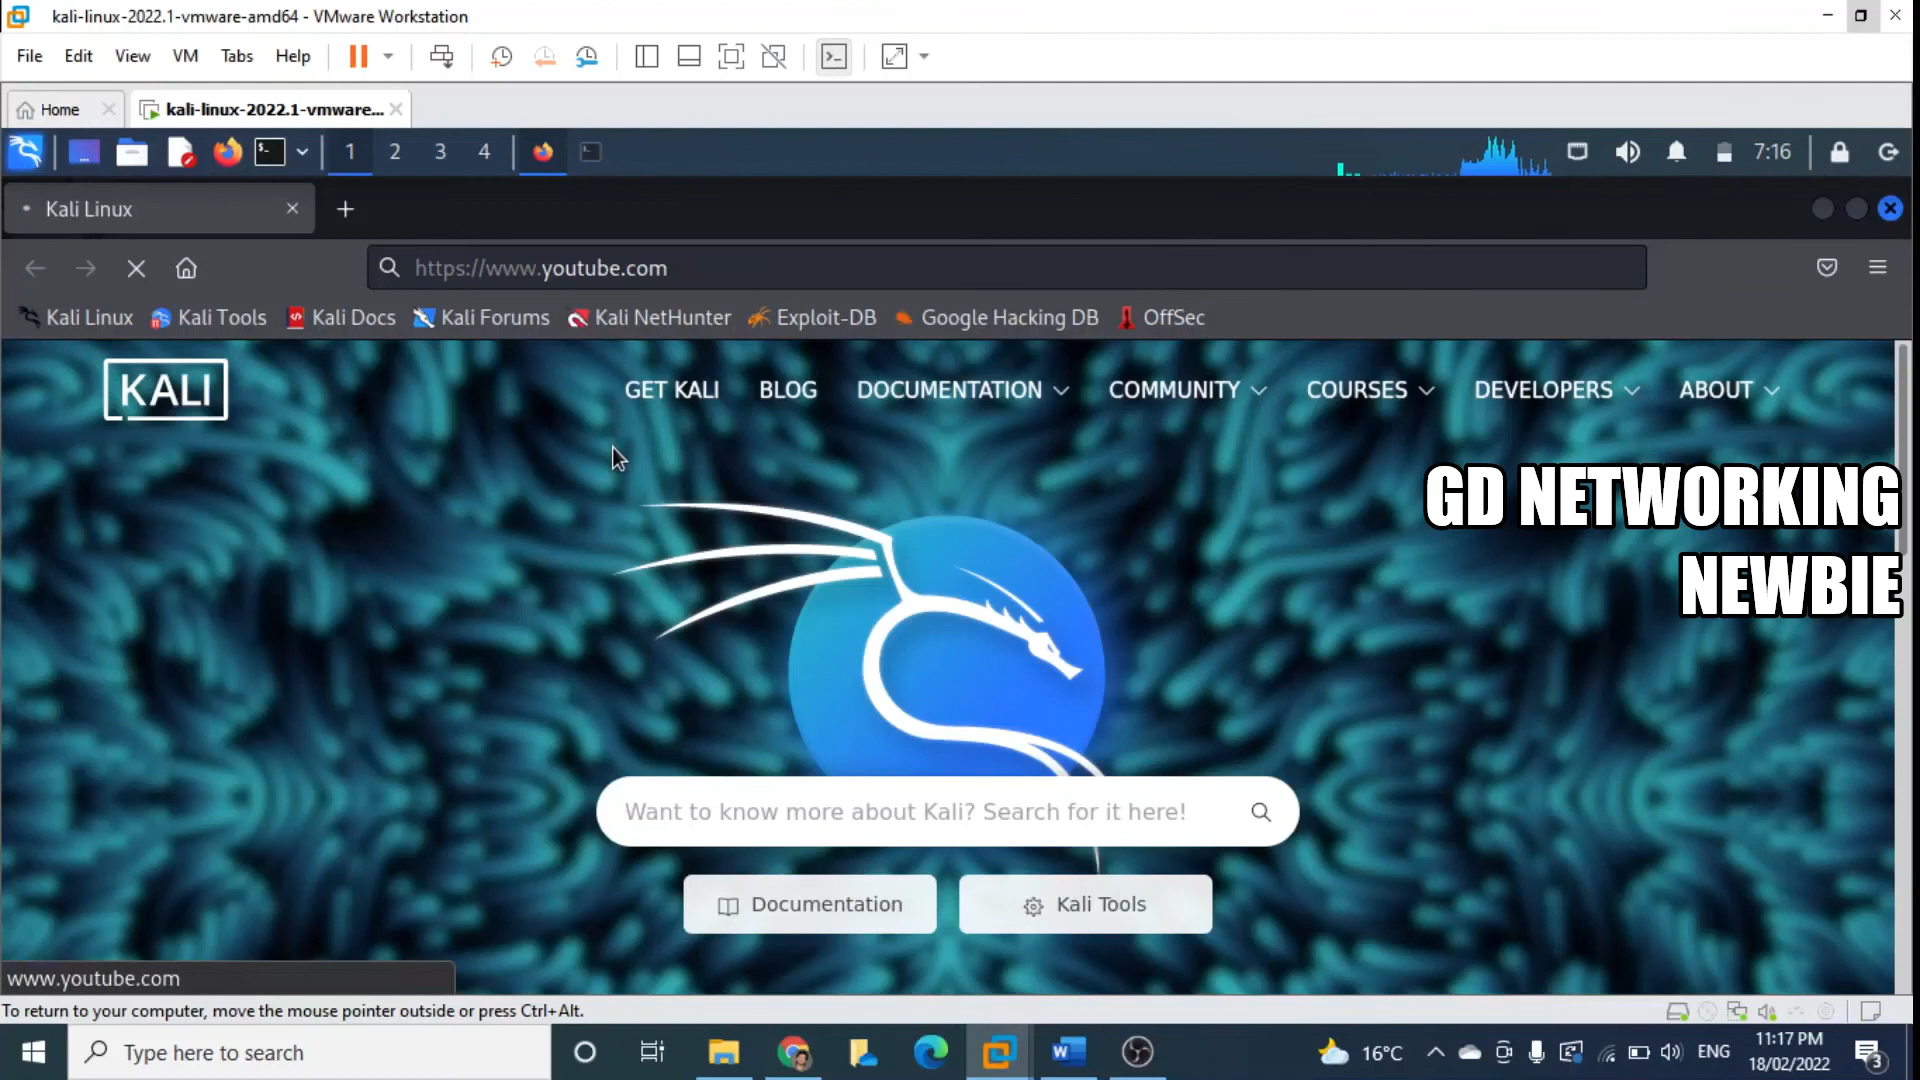 kali-linux-2022.1-vmware-amd64 - VMware Workstation
File Edit View VM Tabs Help
Home kali-linux-2022.1-vmware...
1 2 3 4 7:16
Kali Linux
https://www.youtube.com
Kali Linux Kali Tools Kali Docs Kali Forums Kali NetHunter Exploit-DB Google Hacking DB OffSec
KALI GET KALI BLOG DOCUMENTATION COMMUNITY COURSES DEVELOPERS ABOUT
GD NETWORKING
NEWBIE
Want to know more about Kali? Search for it here!
Documentation Kali Tools
www.youtube.com
To return to your computer, move the mouse pointer outside or press Ctrl+Alt.
Type here to search 16°C ENG 11:17 PM
18/02/2022 3